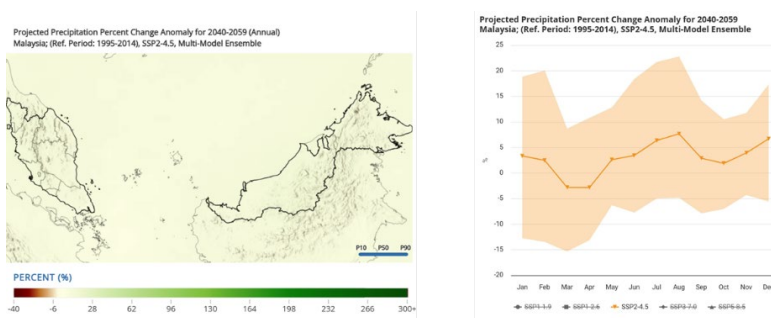 Projected Precipitation Percent Change Anomaly for 2040-2059 (Annual)
Malaysia; (Ref. Period: 1995-2014), SSP2-4.5, Multi-Model Ensemble
P10 P50 P90
PERCENT (%)
-40 -6 28 62 96 130 164 198 232 266 300+
Projected Precipitation Percent Change Anomaly for 2040-2059
Malaysia; (Ref. Period: 1995-2014), SSP2-4.5, Multi-Model Ensemble
25
20
15
10
5
0
-5
-10
-15
-20
%
Jan Feb Mar Apr May Jun Jul Aug Sep Oct Nov De
SSP1-1.9 SSP1-2.6 SSP2-4.5 SSP3-7.0 SSP5-8.5